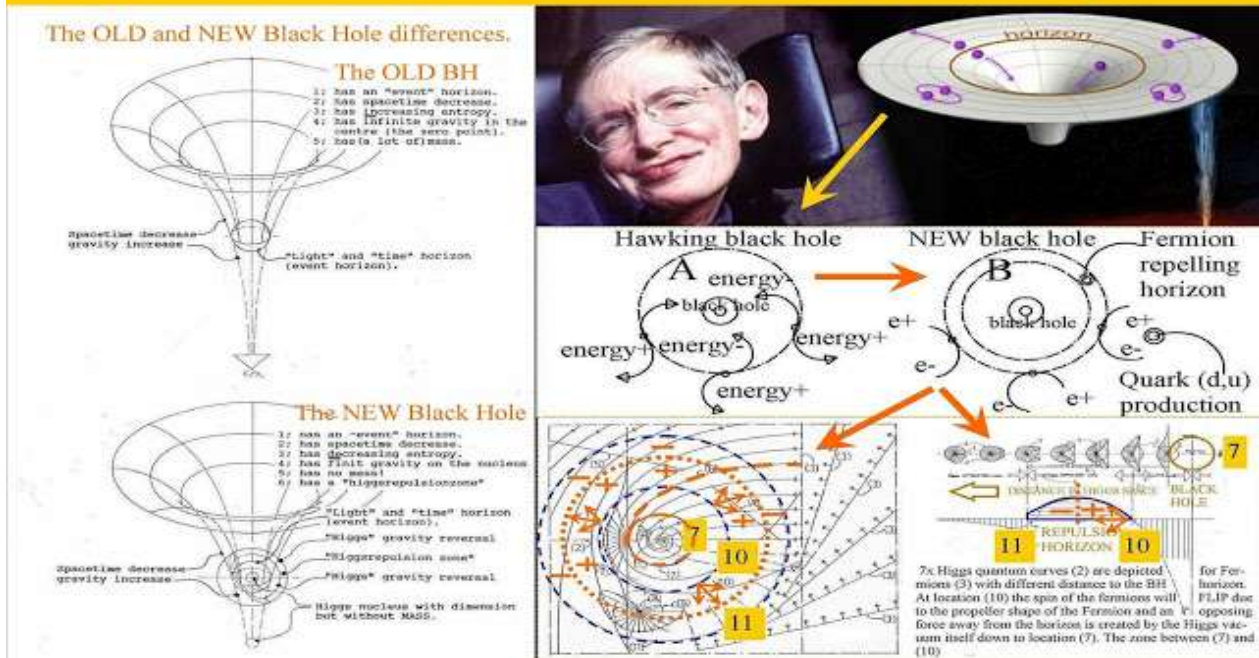 The OLD and NEW Black Hole differences.
The OLD BH
1; has an "event" horizon.
2; has spacetime decrease.
3; has increasing entropy.
4; has infinite gravity in the
centre (the zero point).
5; has(a lot of)mass.
Spacetime decrease
gravity increase
"Light" and "time" horizon
(event horizon).
The NEW Black Hole
1; has an "event" horizon.
2; has spacetime decrease.
3; has decreasing entropy.
4; has finit gravity on the nucleus
5; has no mass!
6; has a "higgsrepulsionzone"
"Light" and "time" horizon
(event horizon).
"Higgs" gravity reversal
"Higgsrepulsion zone"
"Higgs" gravity reversal
Spacetime decrease
gravity increase
Higgs nucleus with dimension
but without MASS.
horizon
Hawking black hole
A
energy-
black hole
energy+
energy-
energy+
energy+
NEW black hole
B
black hole
Fermion
repelling
horizon
e+
e-
e+
e-
e-
e+
Quark (d,u)
production
7
10
11
7
DISTANCE IN HIGGS SPACE
BLACK
HOLE
11
REPULSION
HORIZON
10
7x Higgs quantum curves (2) are depicted for Fer-
mions (3) with different distance to the BH horizon.
At location (10) the spin of the fermions will FLIP due
to the propeller shape of the Fermion and an opposing
force away from the horizon is created by the Higgs vac-
uum itself down to location (7). The zone between (7) and
(10)